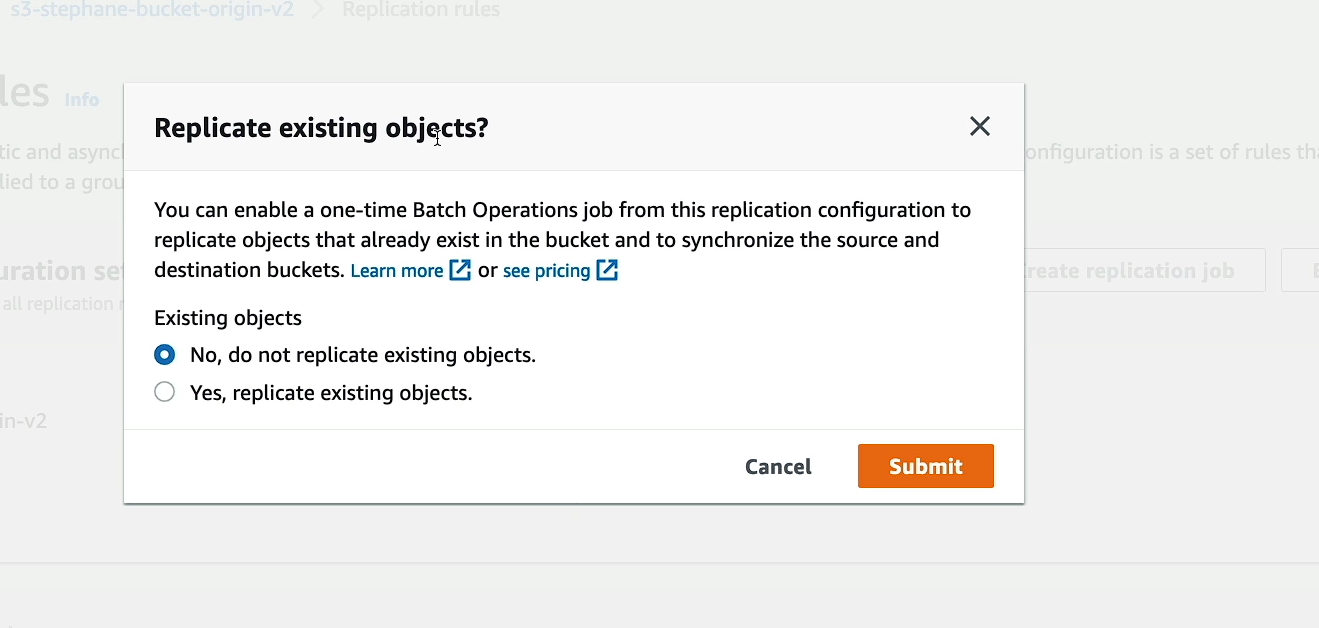 s3-stephane-bucket-origin-v2 > Replication rules
les Info
Replicate existing objects?
tic and async
onfiguration is a set of rules tha
lied to a grou
You can enable a one-time Batch Operations job from this replication configuration to
replicate objects that already exist in the bucket and to synchronize the source and
destination buckets. Learn more or see pricing
uration set
Create replication job
all replication r
Existing objects
No, do not replicate existing objects.
Yes, replicate existing objects.
in-v2
Cancel
Submit